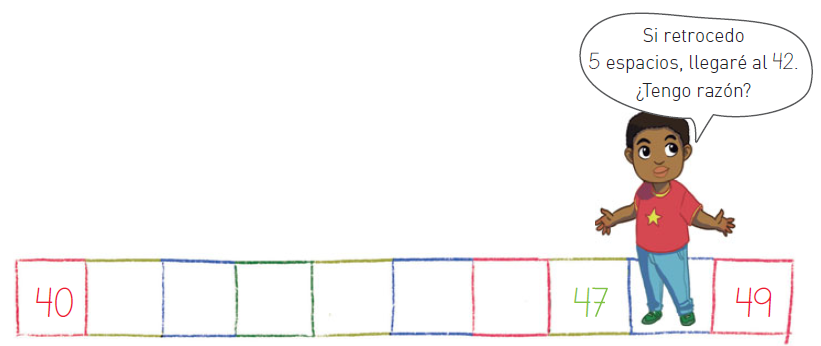 Si retrocedo
5 espacios, llegaré al 42.
¿Tengo razón?
40 47 49